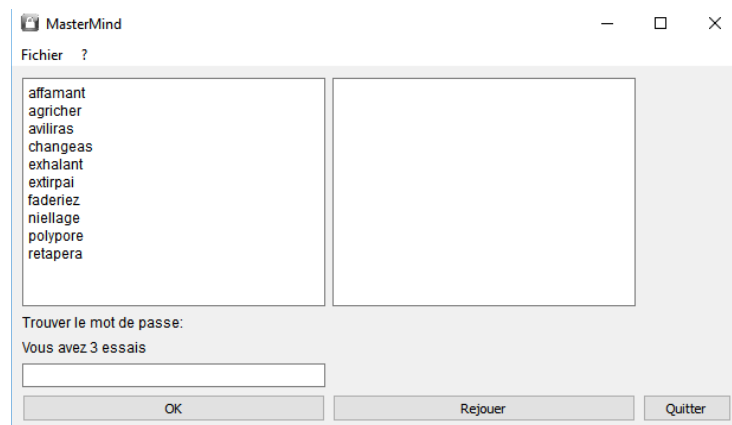 MasterMind
Fichier ?
affamant
agricher
aviliras
changeas
exhalant
extirpai
faderiez
niellage
polypore
retapera
Trouver le mot de passe:
Vous avez 3 essais
OK Rejouer Quitter